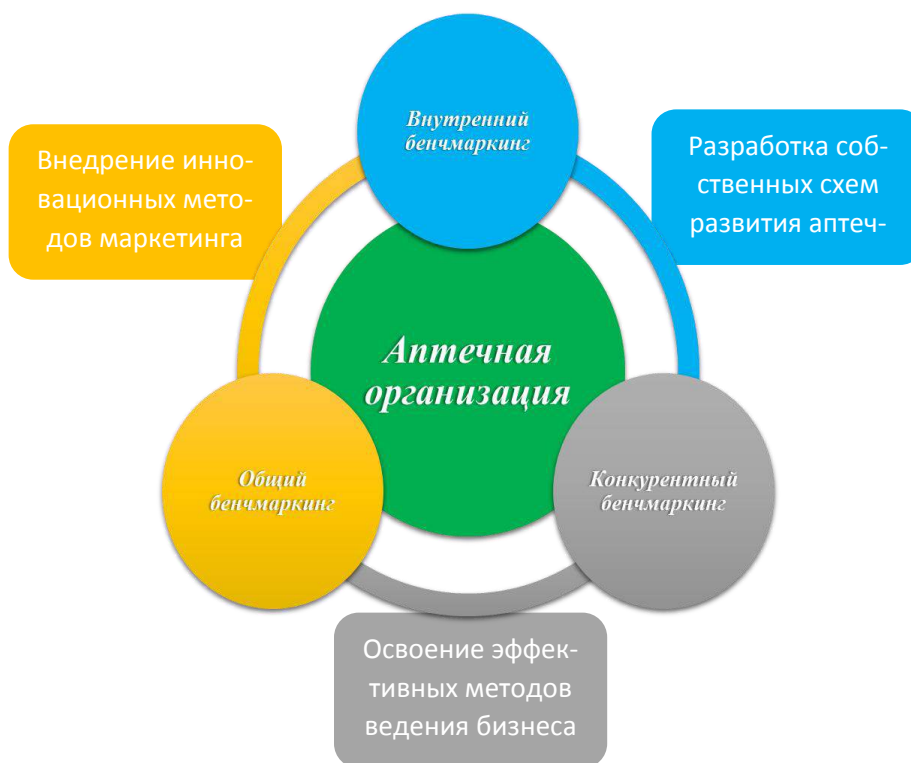 Внутренний
бенчмаркинг
Внедрение инно-
вационных мето-
дов маркетинга
Разработка соб-
ственных схем
развития аптеч-
Аптечная
организация
Общий
бенчмаркинг
Конкурентный
бенчмаркинг
Освоение эффек-
тивных методов
ведения бизнеса